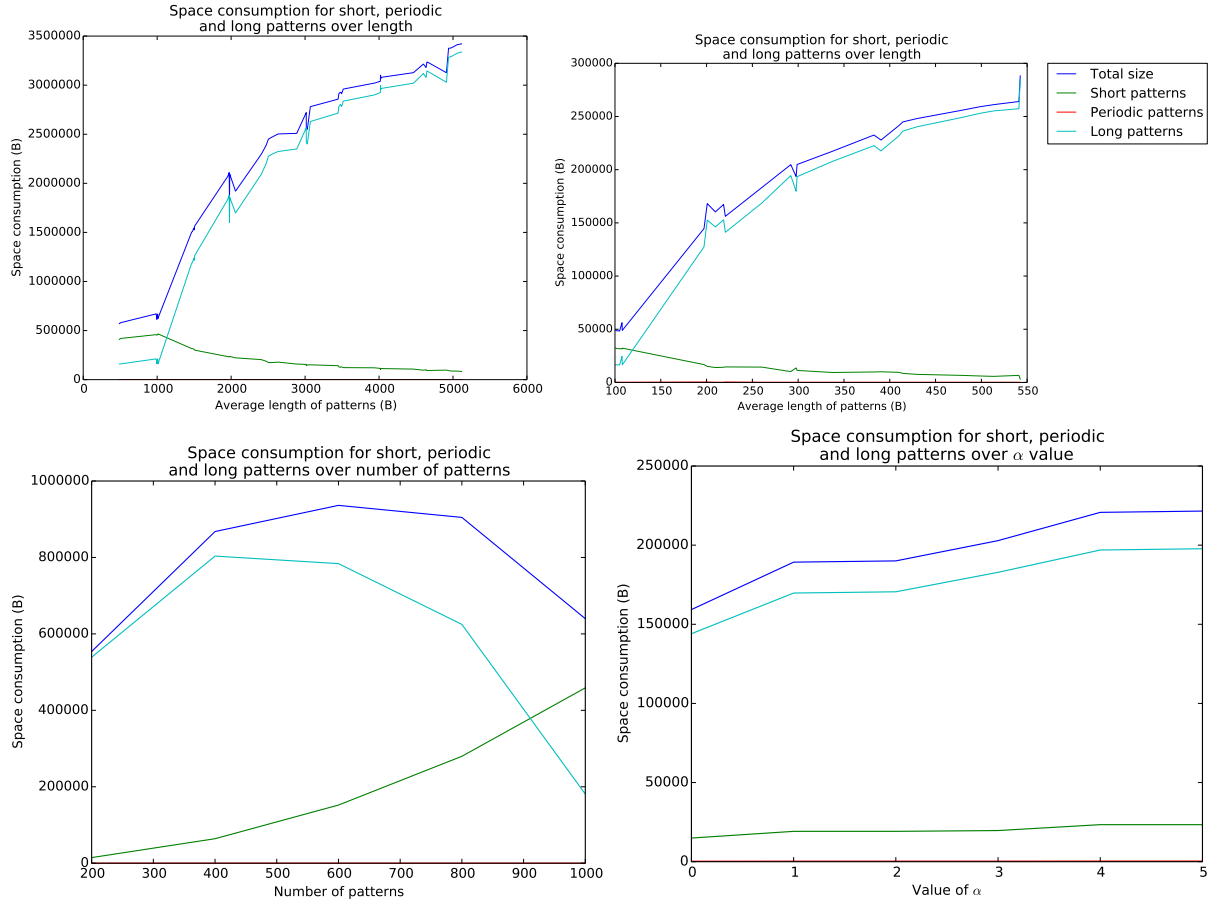 Space consumption for short, periodic
and long patterns over length
3500000
3000000
2500000
2000000
1500000
1000000
500000
0
Space consumption (B)
0 1000 2000 3000 4000 5000 6000
Average length of patterns (B)
Space consumption for short, periodic
and long patterns over length
300000
250000
200000
150000
100000
50000
0
Space consumption (B)
100 150 200 250 300 350 400 450 500 550
Average length of patterns (B)
Total size
Short patterns
Periodic patterns
Long patterns
Space consumption for short, periodic
and long patterns over number of patterns
1000000
800000
600000
400000
200000
0
Space consumption (B)
200 300 400 500 600 700 800 900 1000
Number of patterns
Space consumption for short, periodic
and long patterns over α value
250000
200000
150000
100000
50000
0
Space consumption (B)
0 1 2 3 4 5
Value of α